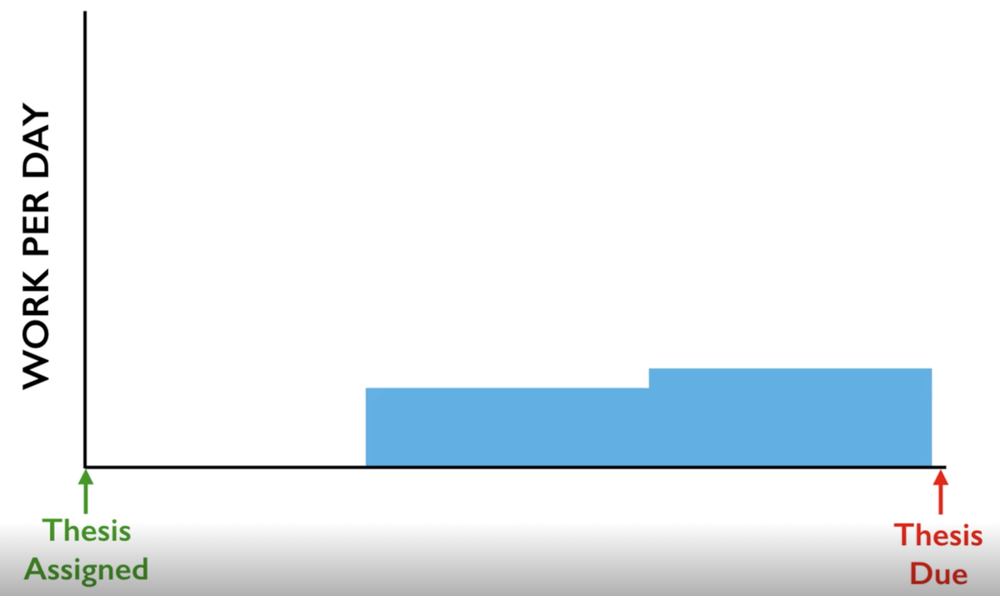 WORK PER DAY
Thesis
Assigned
Thesis
Due